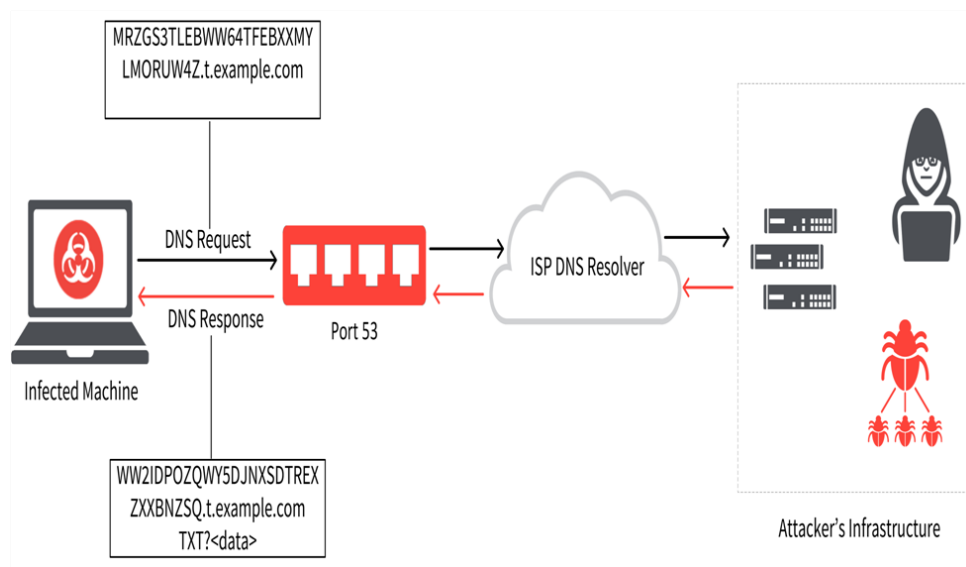 MRZGS3TLEBWW64TFEBXXMY
LMORUW4Z.t.example.com
DNS Request
DNS Response
Infected Machine
Port 53
ISP DNS Resolver
WW2IDPOZQWY5DJNXSDTREX
ZXXBNZSQ.t.example.com
TXT?<data>
Attacker's Infrastructure